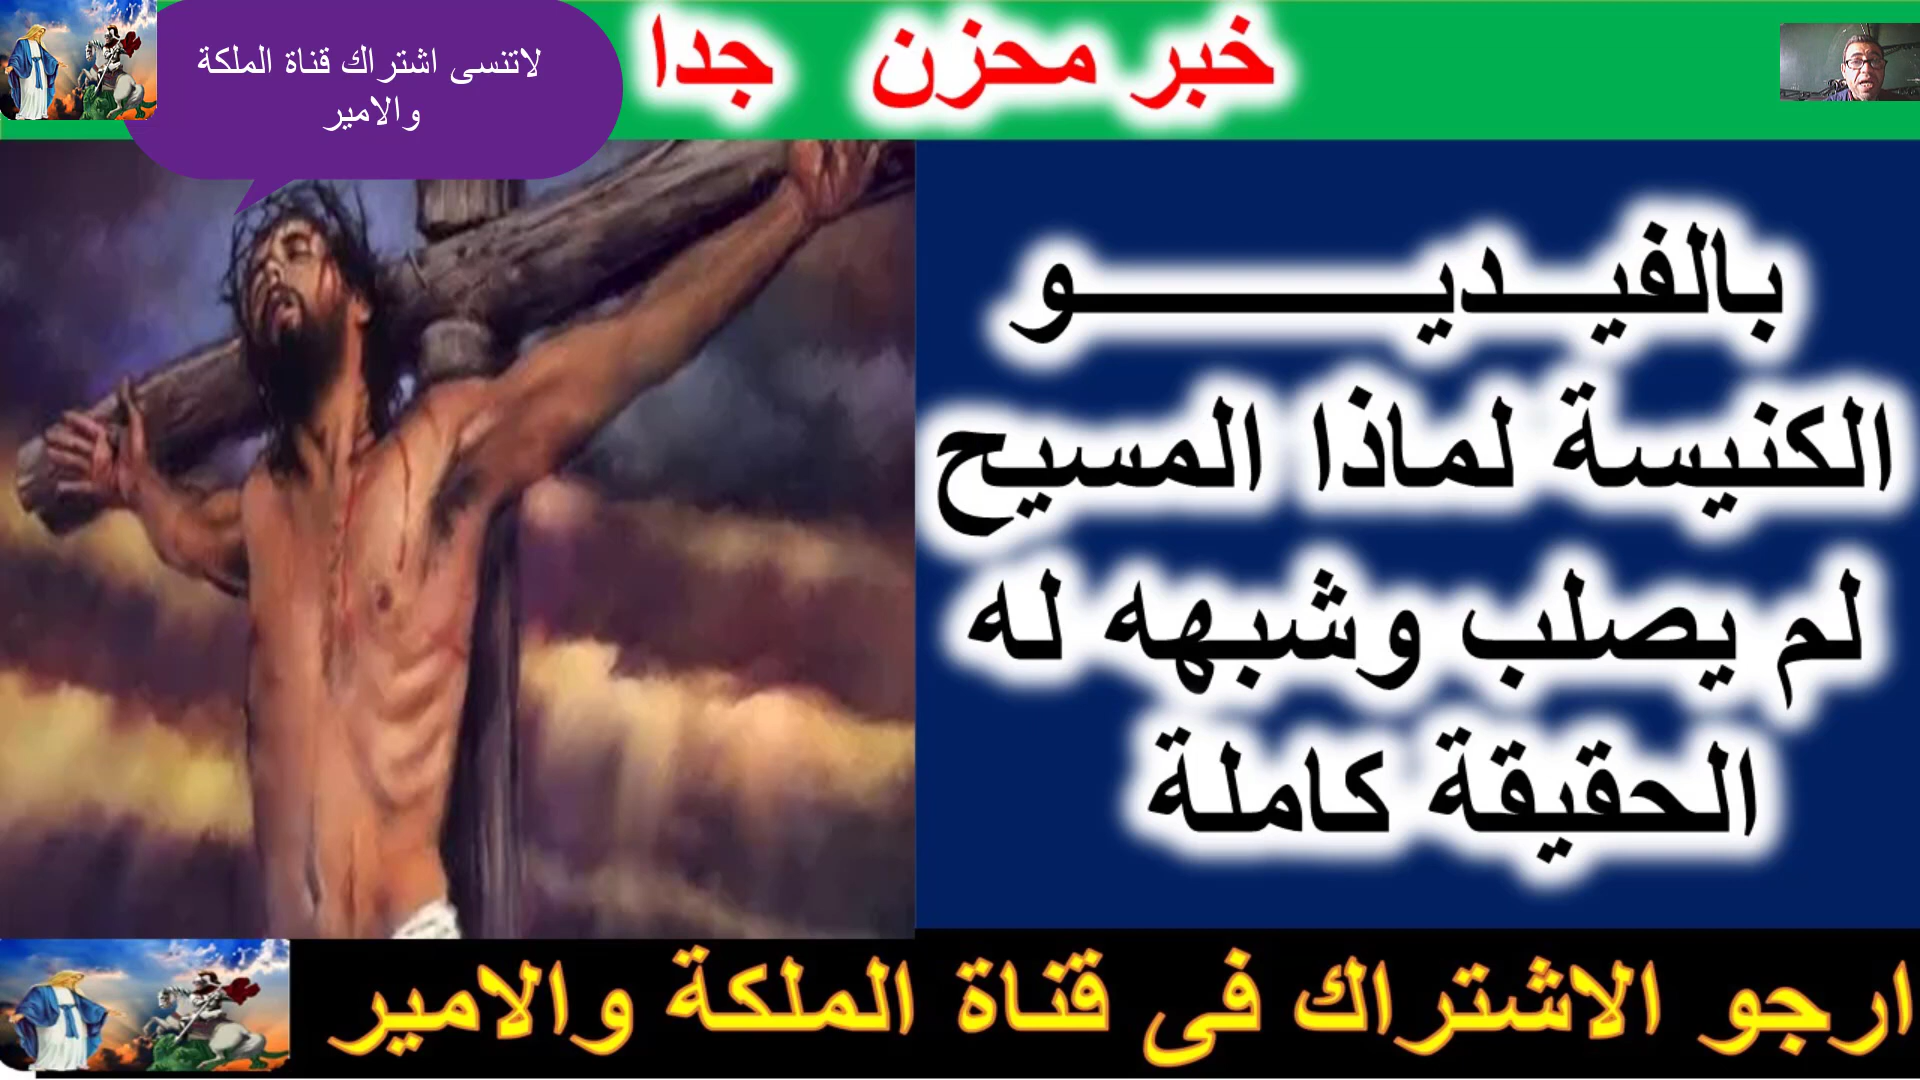 خبر محزن جدا
لاتنسى اشتراك قناة الملكة
والامير
بالفيديو
الكنيسة لماذا المسيح
لم يصلب وشبهه له
الحقيقة كاملة
ارجو الاشتراك فى قناة الملكة والامير